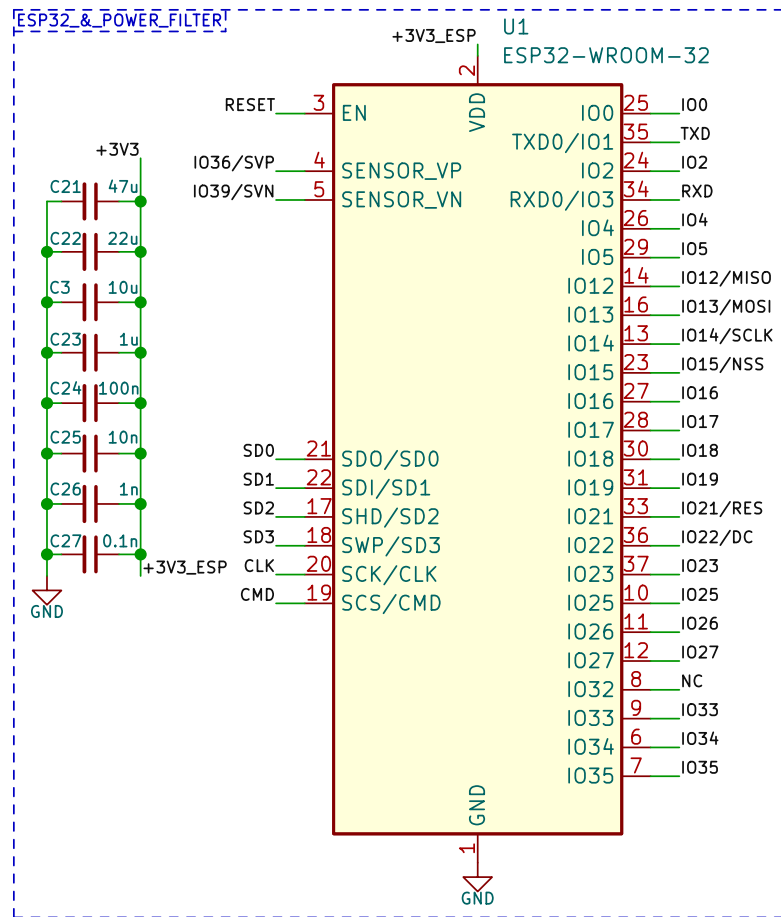 ESP32_&_POWER_FILTER
+3V3
C21 47u
C22 22u
C3 10u
C23 1u
C24 100n
C25 10n
C26 1n
C27 0.1n
+3V3_ESP
GND
U1
ESP32-WROOM-32
+3V3_ESP
2
VDD
RESET 3 EN
IO36/SVP 4 SENSOR_VP
IO39/SVN 5 SENSOR_VN
SD0 21 SDO/SD0
SD1 22 SDI/SD1
SD2 17 SHD/SD2
SD3 18 SWP/SD3
CLK 20 SCK/CLK
CMD 19 SCS/CMD
IO0 25 IO0
TXD0/IO1 35 TXD
IO2 24 IO2
RXD0/IO3 34 RXD
IO4 26 IO4
IO5 29 IO5
IO12 14 IO12/MISO
IO13 16 IO13/MOSI
IO14 13 IO14/SCLK
IO15 23 IO15/NSS
IO16 27 IO16
IO17 28 IO17
IO18 30 IO18
IO19 31 IO19
IO21 33 IO21/RES
IO22 36 IO22/DC
IO23 37 IO23
IO25 10 IO25
IO26 11 IO26
IO27 12 IO27
IO32 8 NC
IO33 9 IO33
IO34 6 IO34
IO35 7 IO35
GND
1
GND